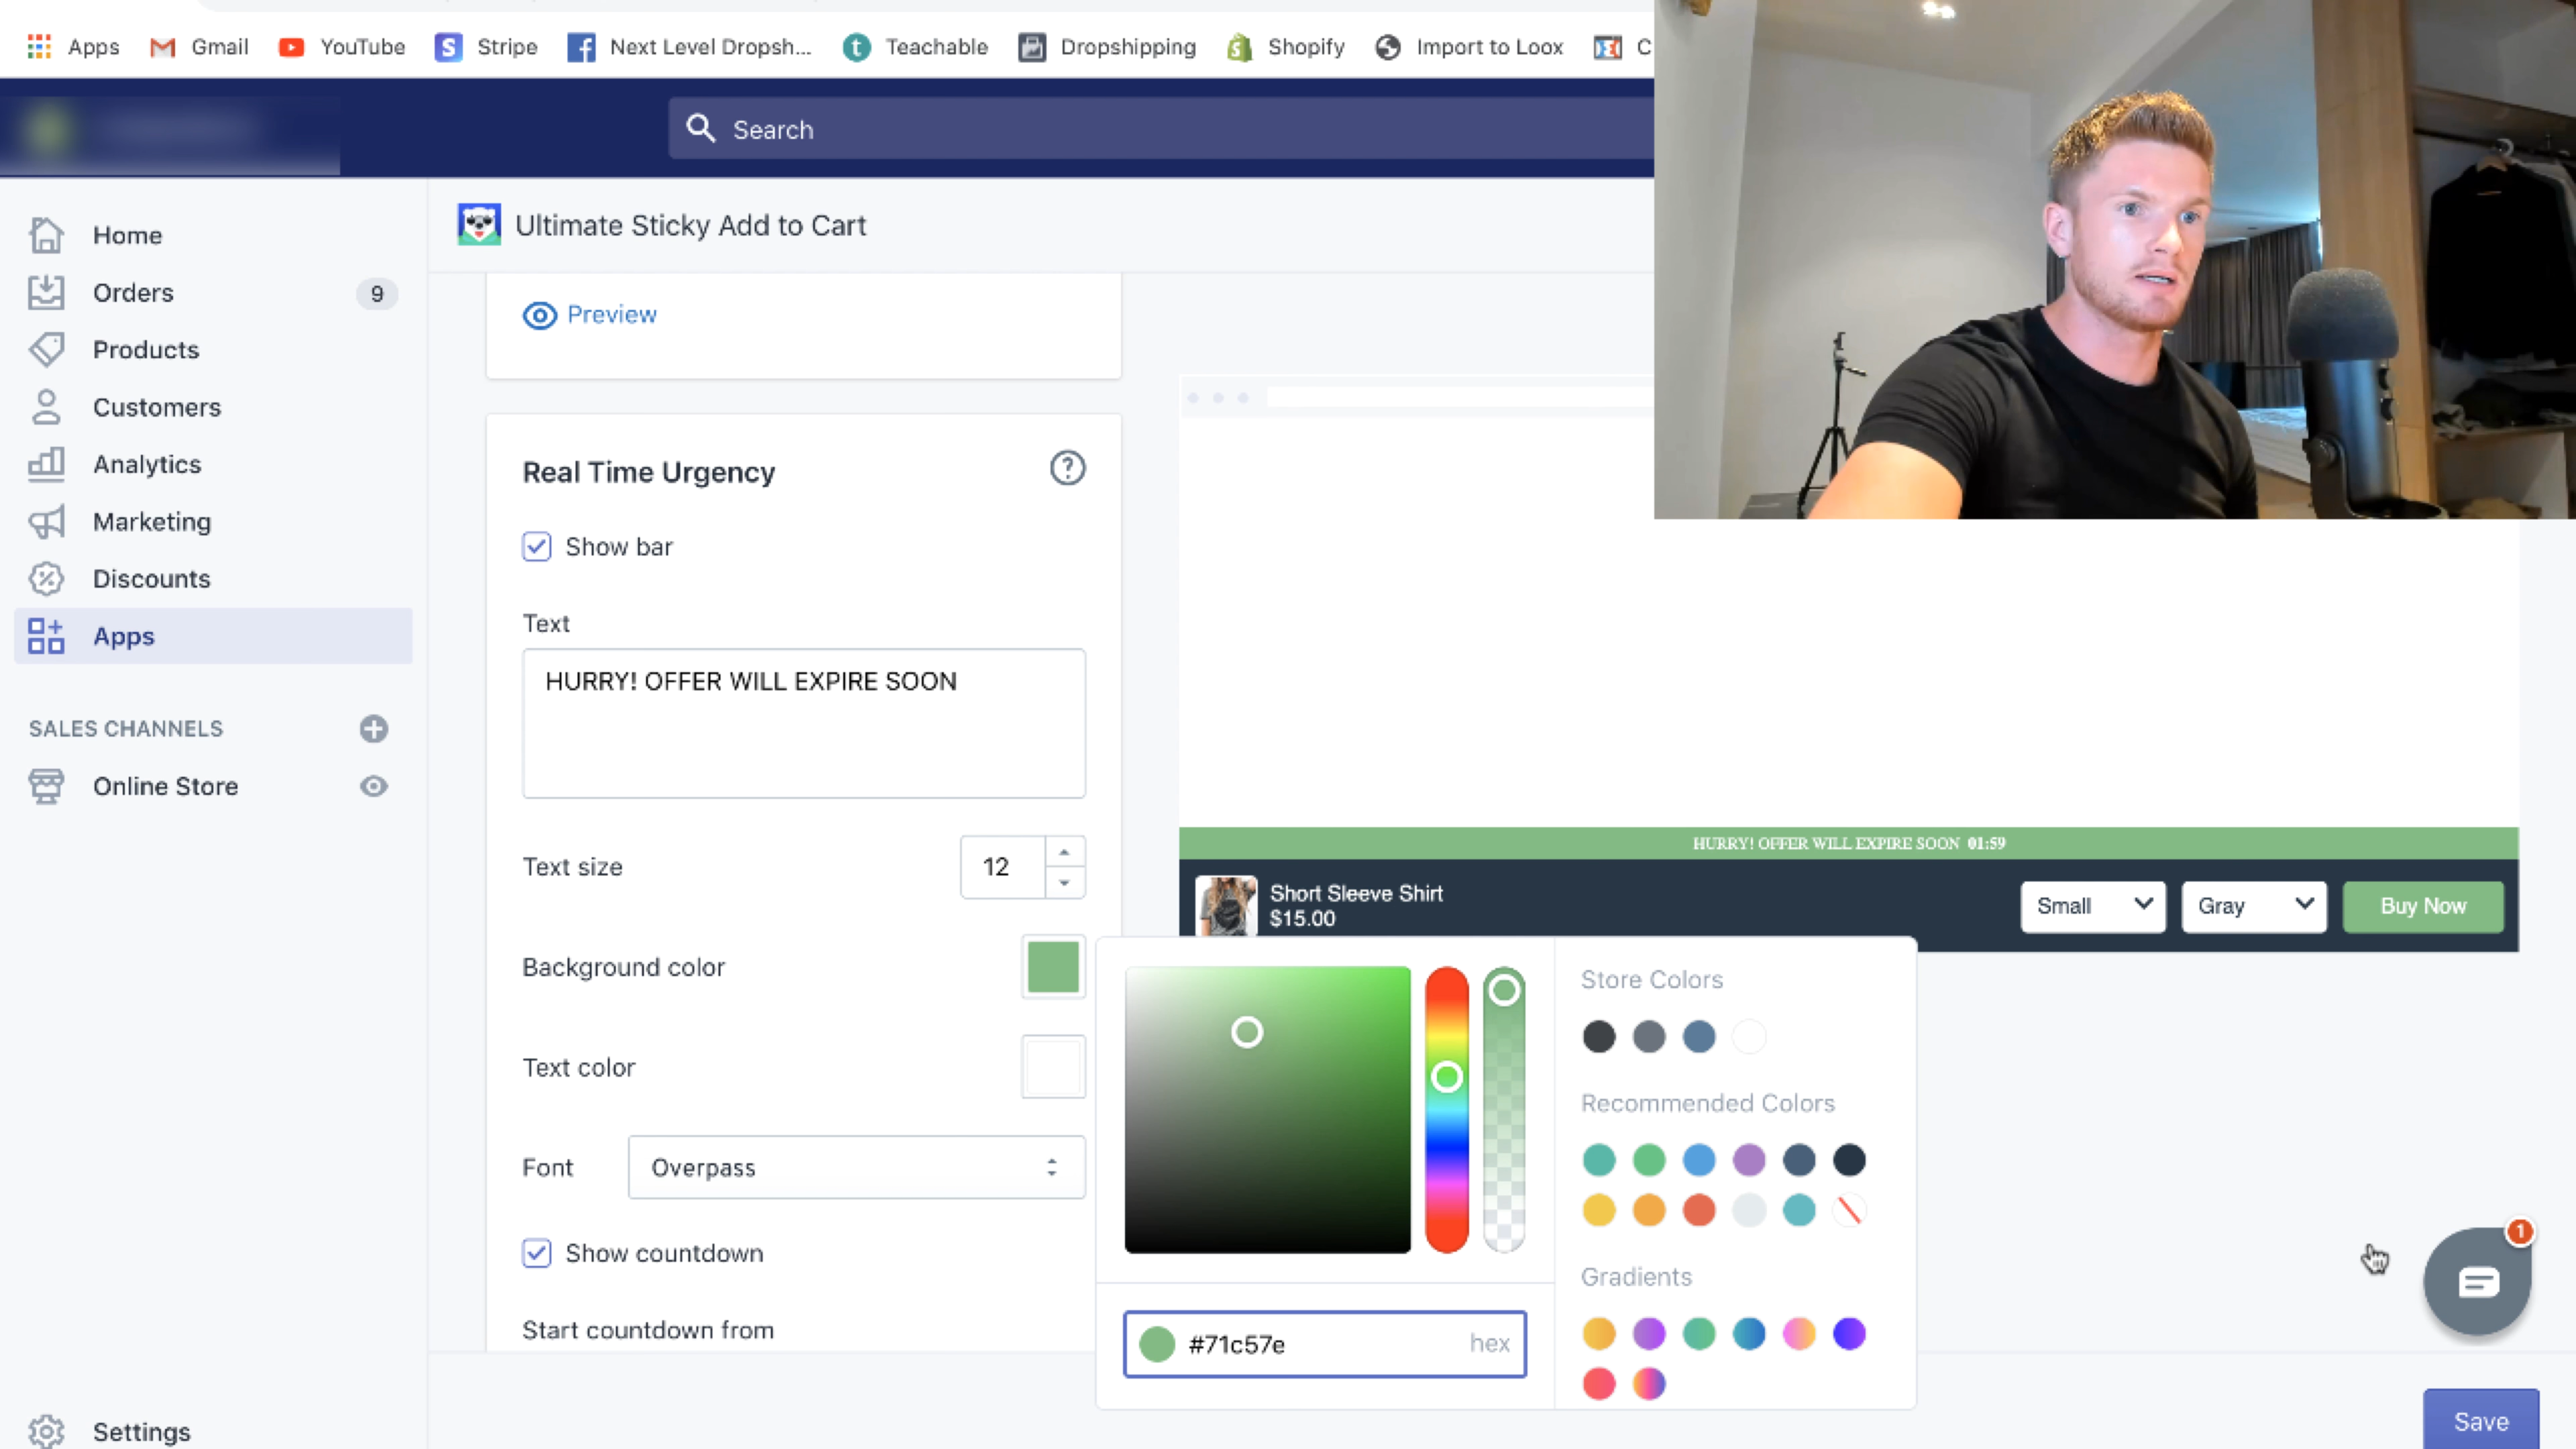 Apps
Gmail
YouTube
Stripe
Next Level Dropsh...
Teachable
Dropshipping
Shopify
Import to Loox
C
Search
Home
Orders
9
Products
Customers
Analytics
Marketing
Discounts
Apps
SALES CHANNELS
Online Store
Settings
Ultimate Sticky Add to Cart
Preview
Real Time Urgency
Show bar
Text
HURRY! OFFER WILL EXPIRE SOON
Text size
12
Background color
Text color
Font
Overpass
Show countdown
Start countdown from
HURRY! OFFER WILL EXPIRE SOON 01:59
Short Sleeve Shirt
$15.00
Small
Gray
Buy Now
#71c57e
hex
Store Colors
Recommended Colors
Gradients
1
Save